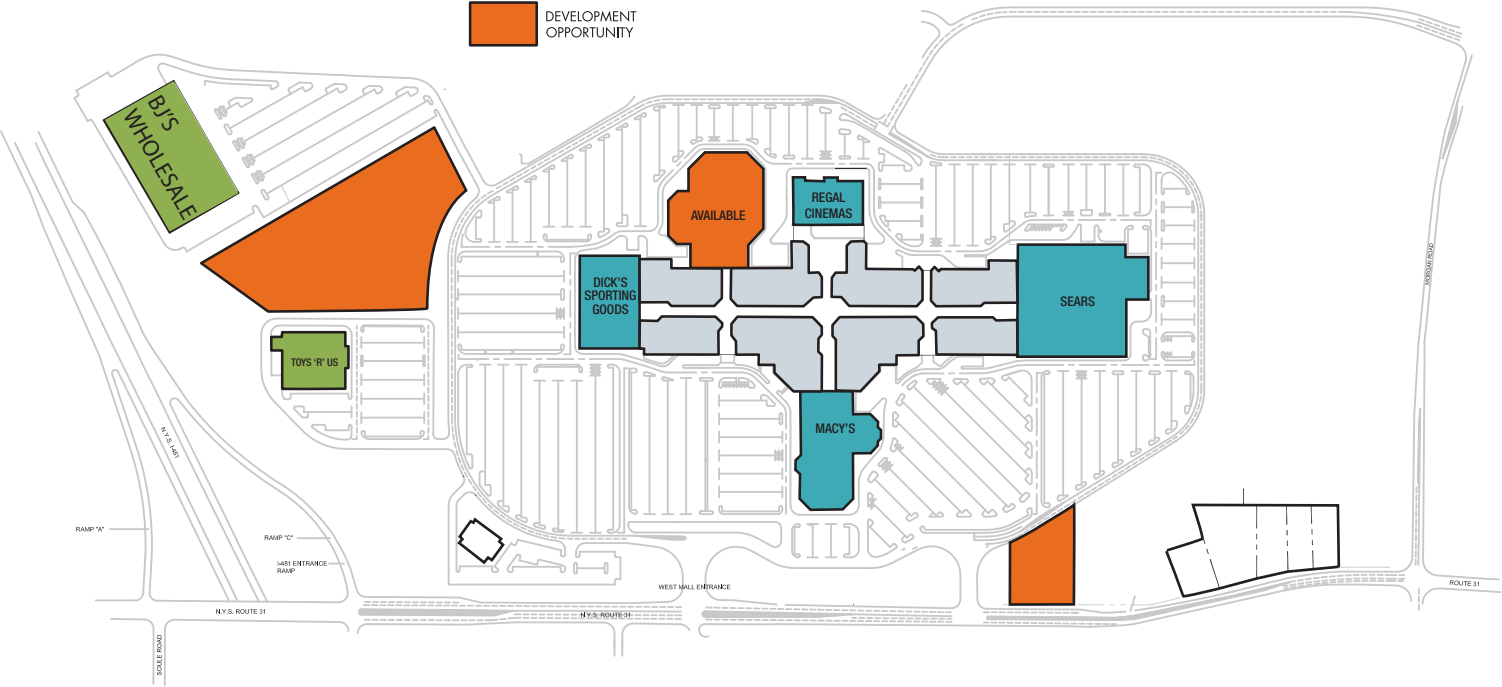 DEVELOPMENT
OPPORTUNITY
BJ'S
WHOLESALE
AVAILABLE
REGAL
CINEMAS
DICK'S
SPORTING
GOODS
SEARS
MORGAN ROAD
TOYS 'R' US
MACY'S
N.Y.S. I-481
RAMP "A"
RAMP "C"
I-481 ENTRANCE
RAMP
WEST MALL ENTRANCE
ROUTE 31
N.Y.S. ROUTE 31
N.Y.S. ROUTE 31
SOULE ROAD